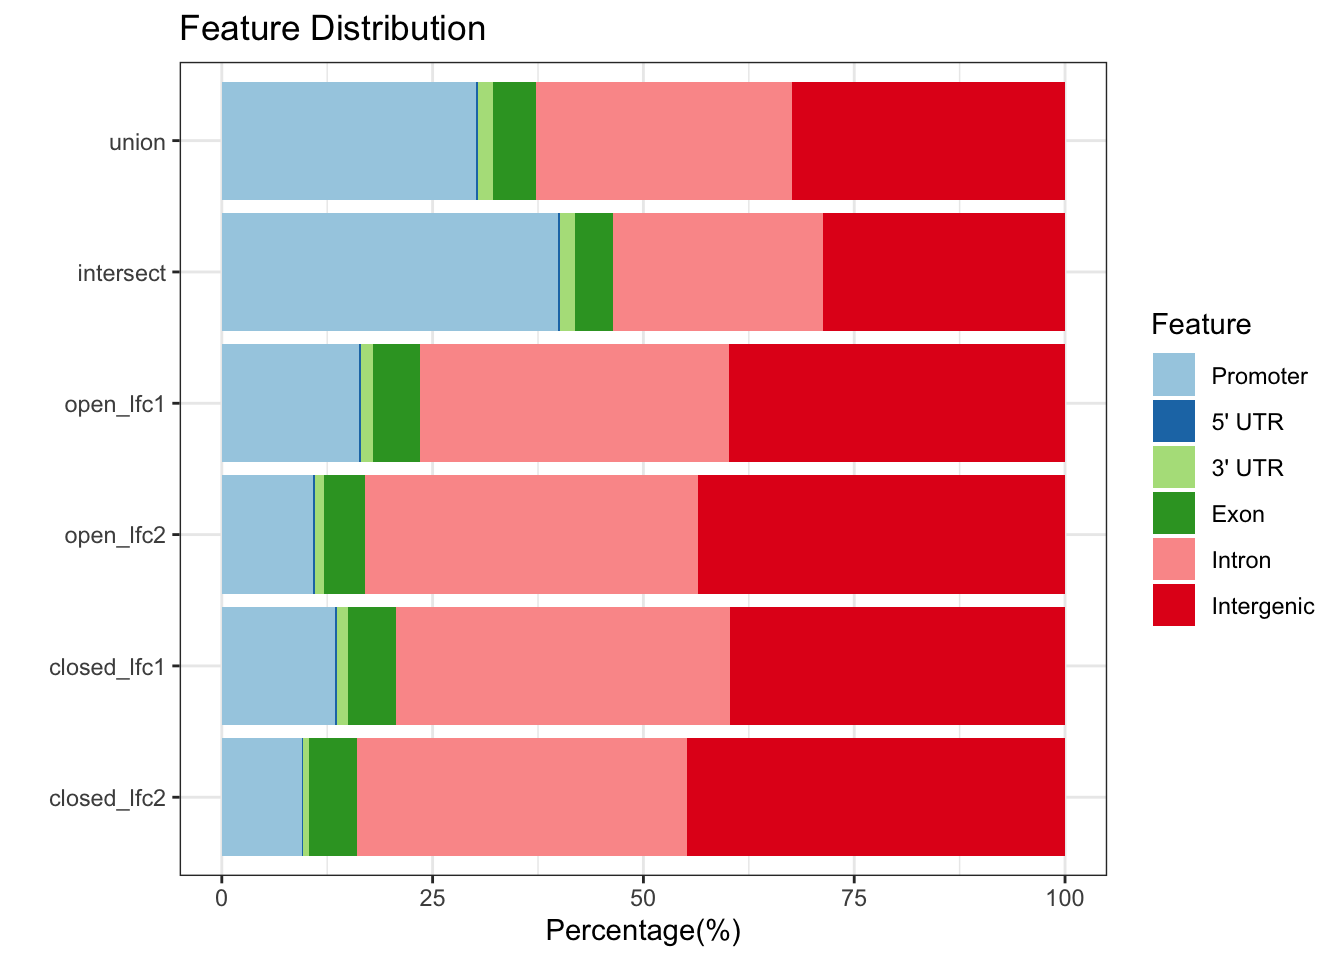 Feature Distribution
union
intersect
open_lfc1
open_lfc2
closed_lfc1
closed_lfc2
0 25 50 75 100
Percentage(%)
Feature
Promoter
5' UTR
3' UTR
Exon
Intron
Intergenic